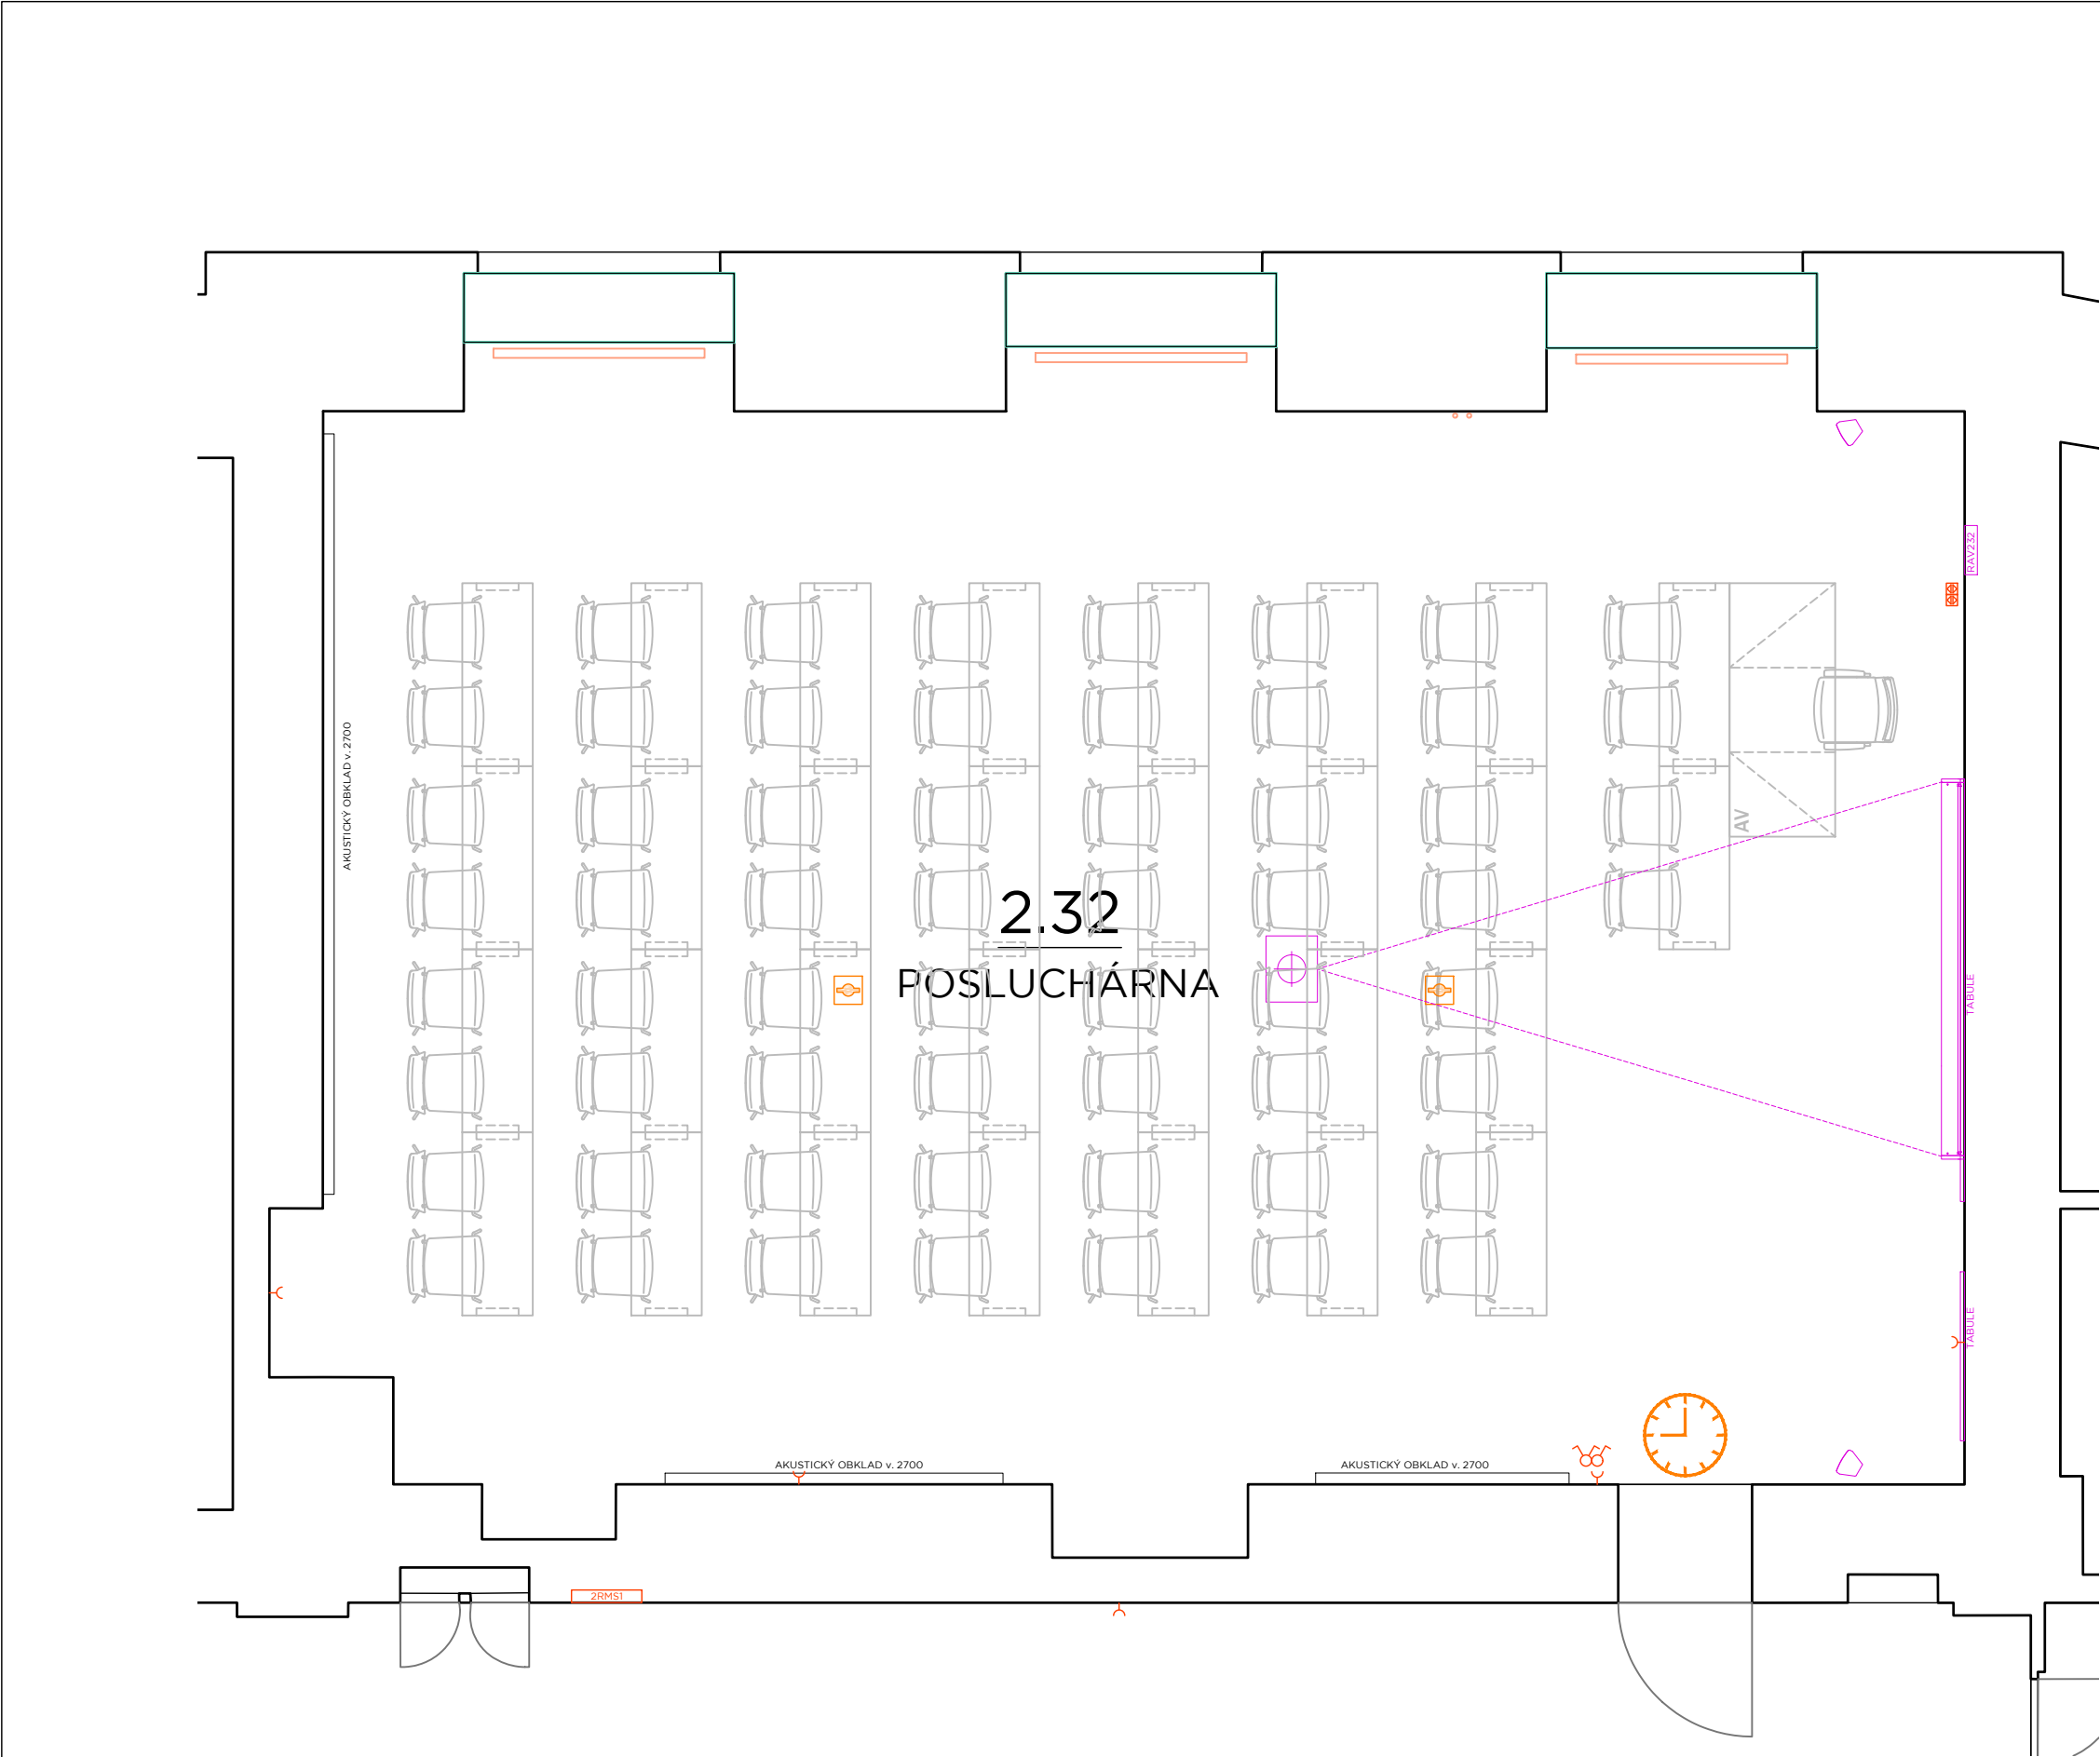 RAV232
AKUSTICKÝ OBKLAD v. 2700
AV
2.32
POSLUCHÁRNA
TABULE
TABULE
AKUSTICKÝ OBKLAD v. 2700
AKUSTICKÝ OBKLAD v. 2700
2RMS1